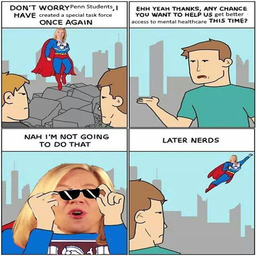 DON'T WORRY Penn Students, I
HAVE created a special task force
ONCE AGAIN
EHH YEAH THANKS, ANY CHANCE
YOU WANT TO HELP US get better
access to mental healthcare THIS TIME?
NAH I'M NOT GOING
TO DO THAT
LATER NERDS